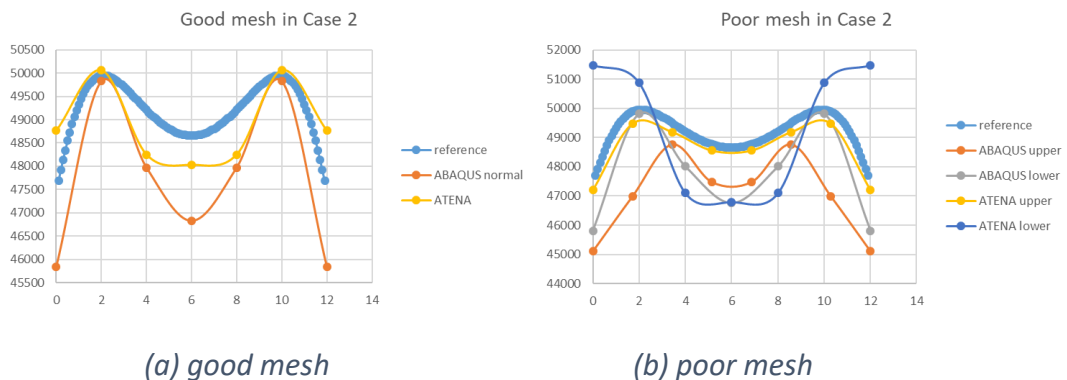 Good mesh in Case 2
50500
50000
49500
49000
48500
48000
47500
47000
46500
46000
45500
0 2 4 6 8 10 12 14
reference
ABAQUS normal
ATENA
(a) good mesh
Poor mesh in Case 2
52000
51000
50000
49000
48000
47000
46000
45000
44000
0 2 4 6 8 10 12 14
reference
ABAQUS upper
ABAQUS lower
ATENA upper
ATENA lower
(b) poor mesh